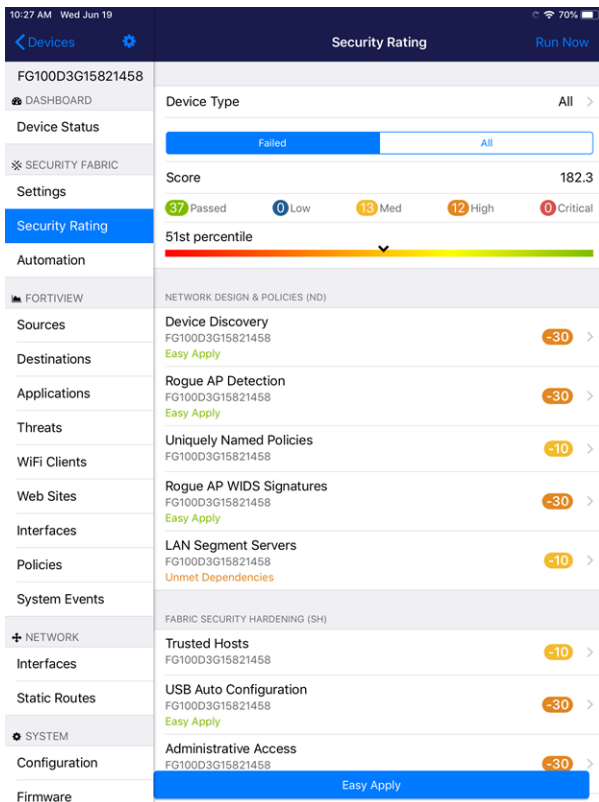 10:27 AM Wed Jun 19
70%
Devices
Security Rating
Run Now
FG100D3G15821458
DASHBOARD
Device Status
SECURITY FABRIC
Settings
Security Rating
Automation
FORTIVIEW
Sources
Destinations
Applications
Threats
WiFi Clients
Web Sites
Interfaces
Policies
System Events
NETWORK
Interfaces
Static Routes
SYSTEM
Configuration
Firmware
Device Type All
Failed All
Score 182.3
37 Passed 0 Low 13 Med 12 High 0 Critical
51st percentile
NETWORK DESIGN & POLICIES (ND)
Device Discovery
FG100D3G15821458
Easy Apply
-30
Rogue AP Detection
FG100D3G15821458
Easy Apply
-30
Uniquely Named Policies
FG100D3G15821458
-10
Rogue AP WIDS Signatures
FG100D3G15821458
Easy Apply
-30
LAN Segment Servers
FG100D3G15821458
Unmet Dependencies
-10
FABRIC SECURITY HARDENING (SH)
Trusted Hosts
FG100D3G15821458
-10
USB Auto Configuration
FG100D3G15821458
Easy Apply
-30
Administrative Access
FG100D3G15821458
-30
Easy Apply